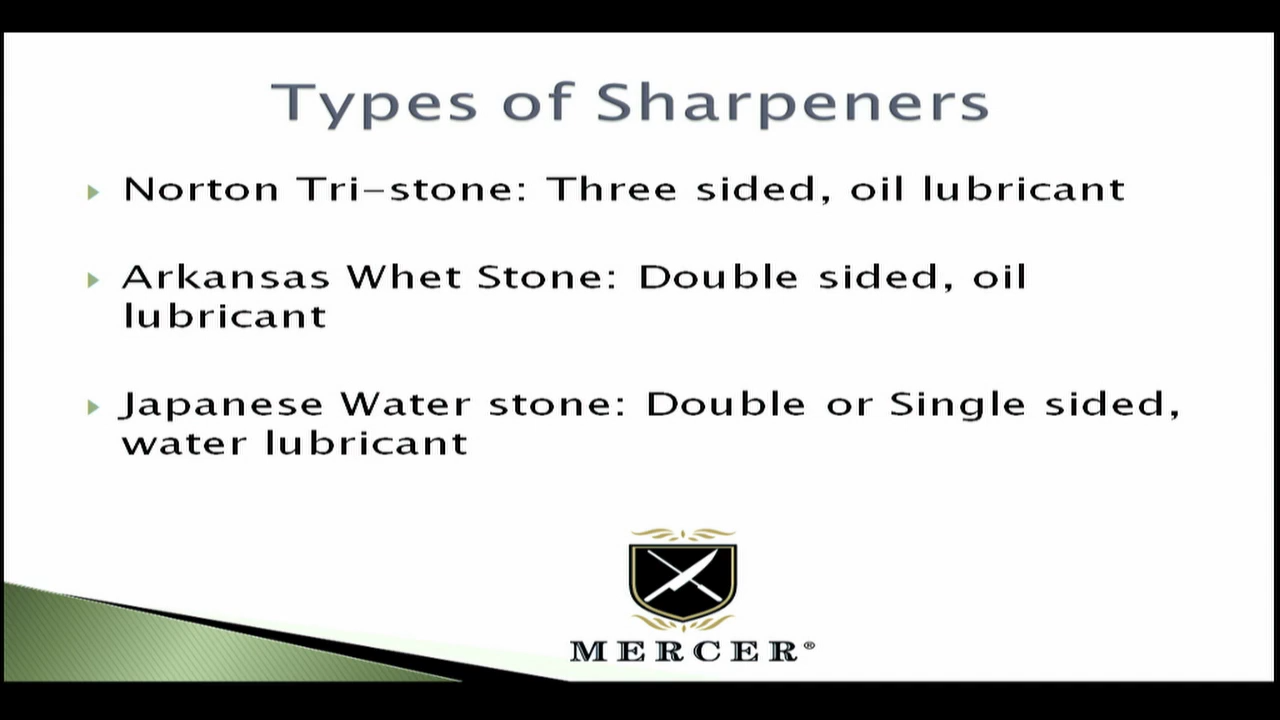 Types of Sharpeners
Norton Tri-stone: Three sided, oil lubricant
Arkansas Whet Stone: Double sided, oil
lubricant
Japanese Water stone: Double or Single sided,
water lubricant
MERCER®